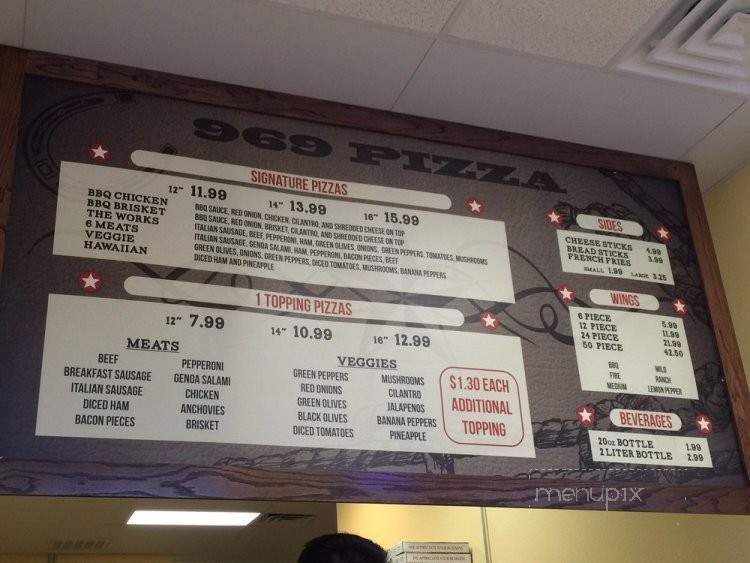 969 PIZZA
SIGNATURE PIZZAS
12" 11.99 14" 13.99 16" 15.99
BBQ CHICKEN BBQ SAUCE, RED ONION, CHICKEN, CILANTRO, AND SHREDDED CHEESE ON TOP
BBQ BRISKET BBQ SAUCE, RED ONION, BRISKET, CILANTRO, AND SHREDDED CHEESE ON TOP
THE WORKS ITALIAN SAUSAGE, BEEF, PEPPERONI, HAM, GREEN OLIVES, ONIONS, GREEN PEPPERS, TOMATOES, MUSHROOMS
6 MEATS ITALIAN SAUSAGE, GENOA SALAMI, HAM, PEPPERONI, BACON PIECES, BEEF
VEGGIE GREEN OLIVES, ONIONS, GREEN PEPPERS, DICED TOMATOES, MUSHROOMS, BANANA PEPPERS
HAWAIIAN DICED HAM AND PINEAPPLE
1 TOPPING PIZZAS
12" 7.99 14" 10.99 16" 12.99
MEATS
BEEF PEPPERONI
BREAKFAST SAUSAGE GENOA SALAMI
ITALIAN SAUSAGE CHICKEN
DICED HAM ANCHOVIES
BACON PIECES BRISKET
VEGGIES
GREEN PEPPERS MUSHROOMS
RED ONIONS CILANTRO
GREEN OLIVES JALAPENOS
BLACK OLIVES BANANA PEPPERS
DICED TOMATOES PINEAPPLE
$1.30 EACH
ADDITIONAL
TOPPING
SIDES
CHEESE STICKS 4.99
BREAD STICKS 3.99
FRENCH FRIES
SMALL 1.99 LARGE 3.25
WINGS
6 PIECE 5.99
12 PIECE 11.99
24 PIECE 21.99
50 PIECE 42.50
BBQ MILD
FIRE RANCH
MEDIUM LEMON PEPPER
BEVERAGES
20oz BOTTLE 1.99
2 LITER BOTTLE 2.99
menupix